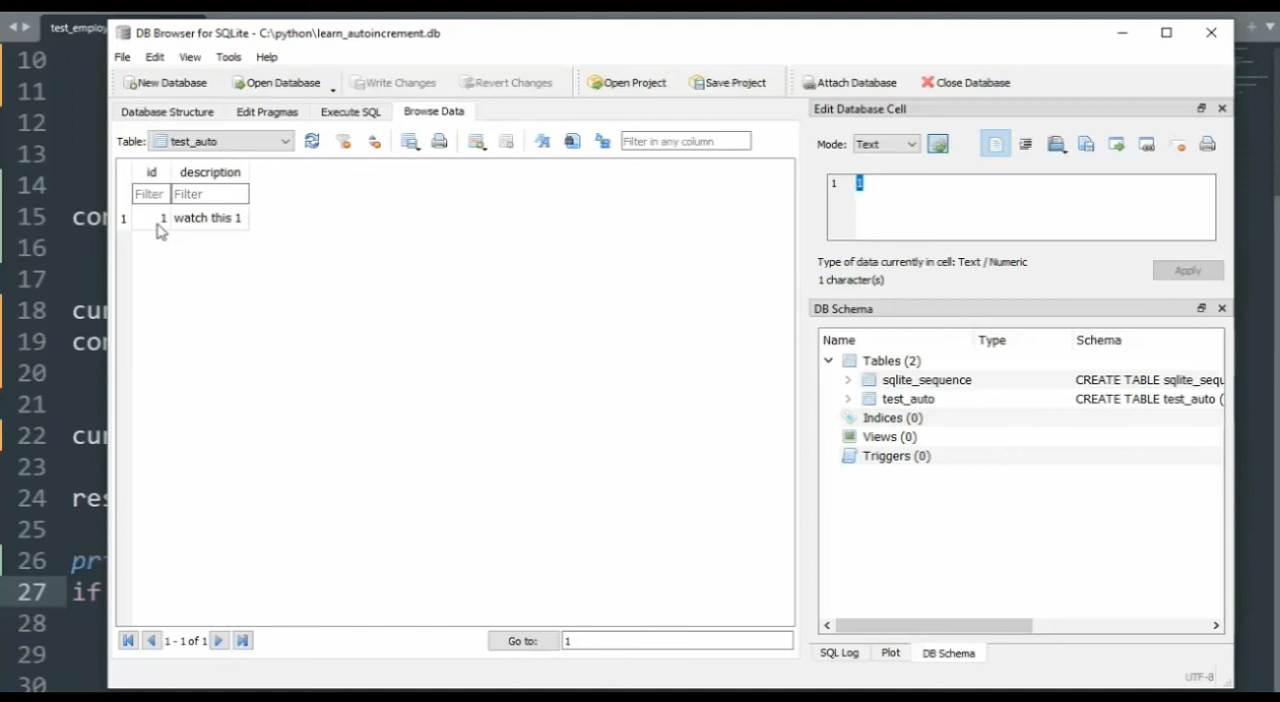 test_employ
DB Browser for SQLite - C:\python\learn_autoincrement.db
File Edit View Tools Help
New Database Open Database Write Changes Revert Changes Open Project Save Project Attach Database Close Database
Database Structure Edit Pragmas Execute SQL Browse Data
Table: test_auto Filter in any column
id description
Filter Filter
1 1 watch this 1
1 - 1 of 1 Go to: 1
Edit Database Cell
Mode: Text
1 1
Type of data currently in cell: Text / Numeric
1 character(s)
Apply
DB Schema
Name Type Schema
Tables (2)
sqlite_sequence CREATE TABLE sqlite_sequ
test_auto CREATE TABLE test_auto (
Indices (0)
Views (0)
Triggers (0)
SQL Log Plot DB Schema
UTF-8
10
11
12
13
14
15 con
16
17
18 cur
19 con
20
21
22 cur
23
24 res
25
26 pri
27 if
28
29
30